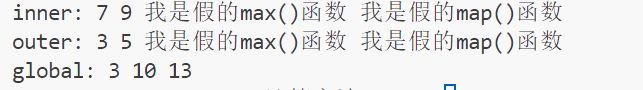 inner: 7 9 我是假的max()函数 我是假的map()函数
outer: 3 5 我是假的max()函数 我是假的map()函数
global: 3 10 13